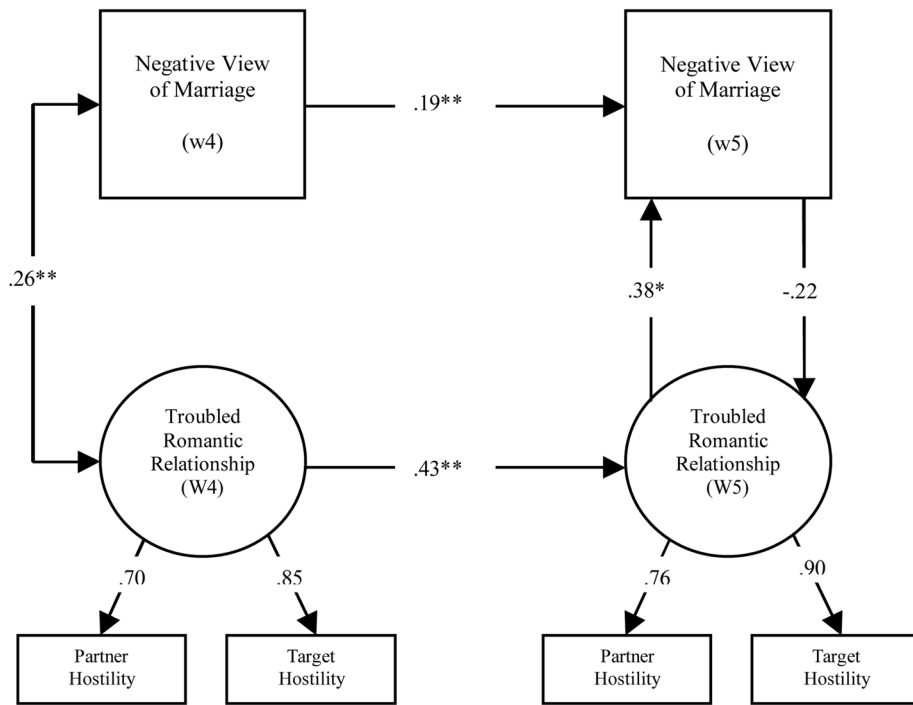 Negative View
of Marriage
(w4)
.19**
Negative View
of Marriage
(w5)
.26**
.38*
-.22
Troubled
Romantic
Relationship
(W4)
.43**
Troubled
Romantic
Relationship
(W5)
.70
.85
.76
.90
Partner
Hostility
Target
Hostility
Partner
Hostility
Target
Hostility